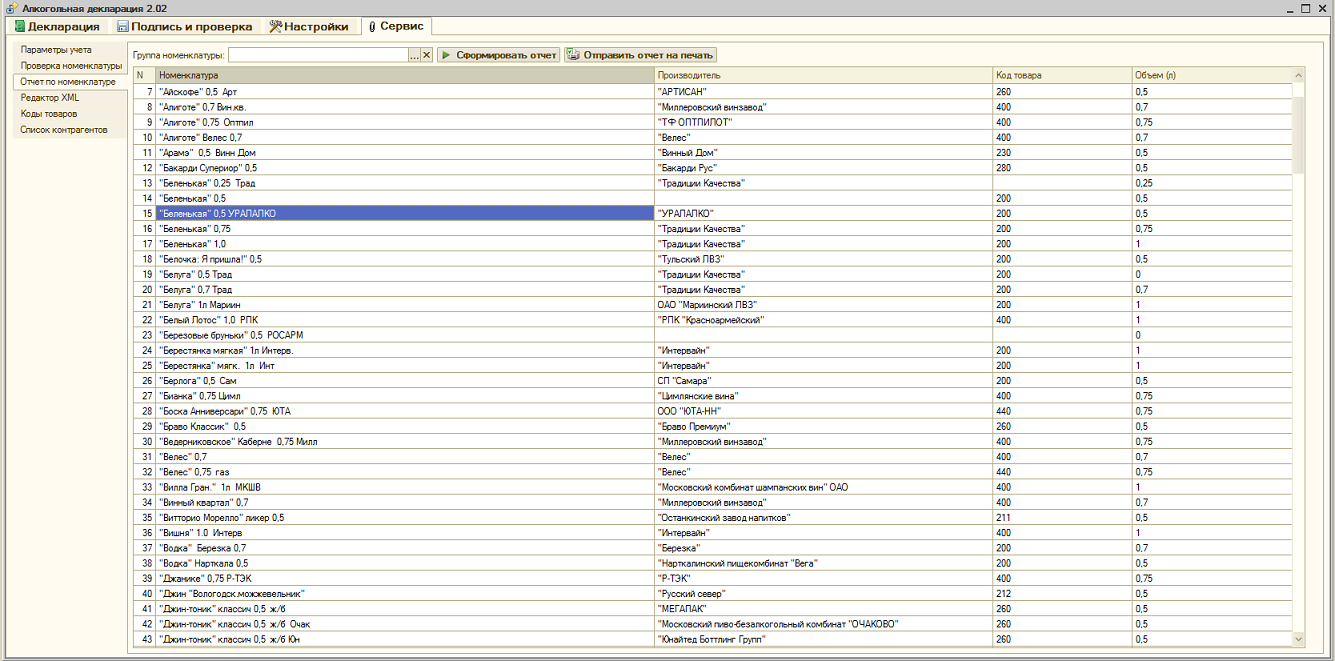 Алкогольная декларация 2.02
Декларация Подпись и проверка Настройки Сервис
Параметры учета
Проверка номенклатуры
Отчет по номенклатуре
Редактор XML
Коды товаров
Список контрагентов
Группа номенклатуры: ... Сформировать отчет Отправить отчет на печать
N Номенклатура Производитель Код товара Объем (л)
7 "Айскофе" 0,5 Арт "АРТИСАН" 260 0,5
8 "Алиготе" 0,7 Вин.кв. "Миллеровский винзавод" 400 0,7
9 "Алиготе" 0,75 Оптпил "ТФ ОПТПИЛОТ" 400 0,75
10 "Алиготе" Велес 0,7 "Велес" 400 0,7
11 "Арамэ" 0,5 Винн Дом "Винный Дом" 230 0,5
12 "Бакарди Супериор" 0,5 "Бакарди Рус" 280 0,5
13 "Беленькая" 0,25 Трад "Традиции Качества" 0,25
14 "Беленькая" 0,5 200 0,5
15 "Беленькая" 0,5 УРАПАПКО "УРАПАПКО" 200 0,5
16 "Беленькая" 0,75 "Традиции Качества" 200 0,75
17 "Беленькая" 1,0 "Традиции Качества" 200 1
18 "Белочка: Я пришла!" 0,5 "Тульский ЛВЗ" 200 0,5
19 "Белуга" 0,5 Трад "Традиции Качества" 200 0
20 "Белуга" 0,7 Трад "Традиции Качества" 200 0,7
21 "Белуга" 1л Мариин ОАО "Мариинский ЛВЗ" 200 1
22 "Белый Лотос" 1,0 РПК "РПК "Красноармейский" 400 1
23 "Березовые бруньки" 0,5 РОСАРМ 0
24 "Берестянка мягкая" 1л Интерв. "Интервайн" 200 1
25 "Берестянка" мягк. 1л Инт "Интервайн" 200 1
26 "Берлога" 0,5 Сам СП "Самара" 200 0,5
27 "Бианка" 0,75 Цимл "Цимлянские вина" 400 0,75
28 "Боска Анниверсари" 0,75 ЮТА ООО "ЮТА-НН" 440 0,75
29 "Браво Классик" 0,5 "Браво Премиум" 260 0,5
30 "Ведерниковское" Каберне 0,75 Милл "Миллеровский винзавод" 400 0,75
31 "Велес" 0,7 "Велес" 400 0,7
32 "Велес" 0,75 газ "Велес" 440 0,75
33 "Вилла Гран." 1л МКШВ "Московский комбинат шампанских вин" ОАО 400 1
34 "Винный квартал" 0,7 "Миллеровский винзавод" 400 0,7
35 "Витторио Морелло" ликер 0,5 "Останкинский завод напитков" 211 0,5
36 "Вишня" 1.0 Интерв "Интервайн" 400 1
37 "Водка" Березка 0,7 "Березка" 200 0,7
38 "Водка" Нарткала 0,5 "Нарткалинский пищекомбинат "Вега" 200 0,5
39 "Джанике" 0,75 Р-ТЭК "Р-ТЭК" 400 0,75
40 "Джин "Вологодск.можжевельник" "Русский север" 212 0,5
41 "Джин-тоник" классич 0,5 ж/б "МЕГАПАК" 260 0,5
42 "Джин-тоник" классич 0,5 ж/б Очак "Московский пиво-безалкогольный комбинат "ОЧАКОВО" 260 0,5
43 "Джин-тоник" классич 0,5 ж/б Юн "Юнайтед Боттлинг Групп" 260 0,5